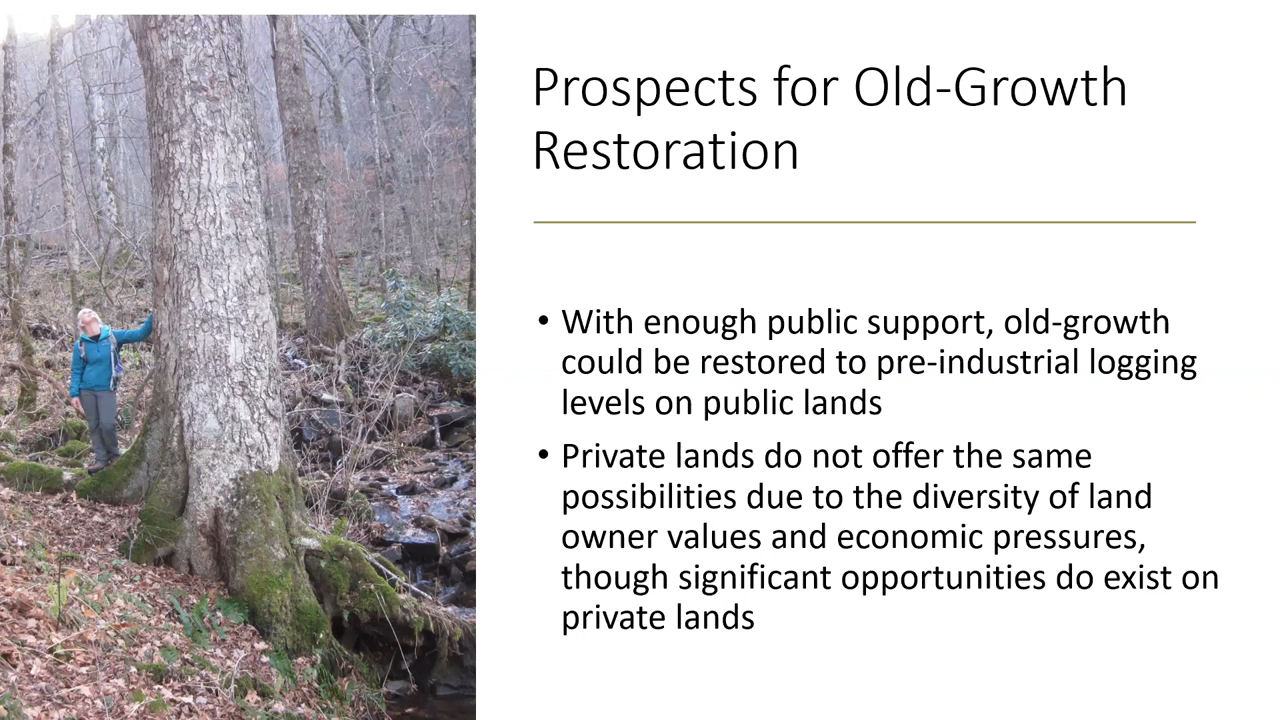 Prospects for Old-Growth
Restoration
• With enough public support, old-growth
could be restored to pre-industrial logging
levels on public lands
• Private lands do not offer the same
possibilities due to the diversity of land
owner values and economic pressures,
though significant opportunities do exist on
private lands